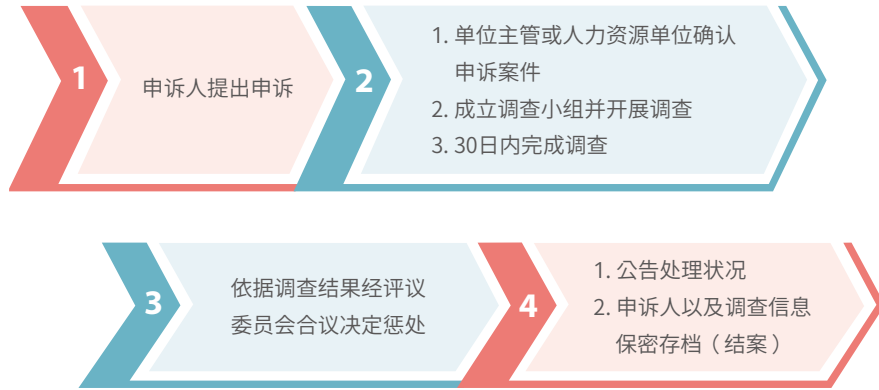 1
申诉人提出申诉
2
1. 单位主管或人力资源单位确认
申诉案件
2. 成立调查小组并开展调查
3. 30日内完成调查
3
依据调查结果经评议
委员会合议决定惩处
4
1. 公告处理状况
2. 申诉人以及调查信息
保密存档（结案）